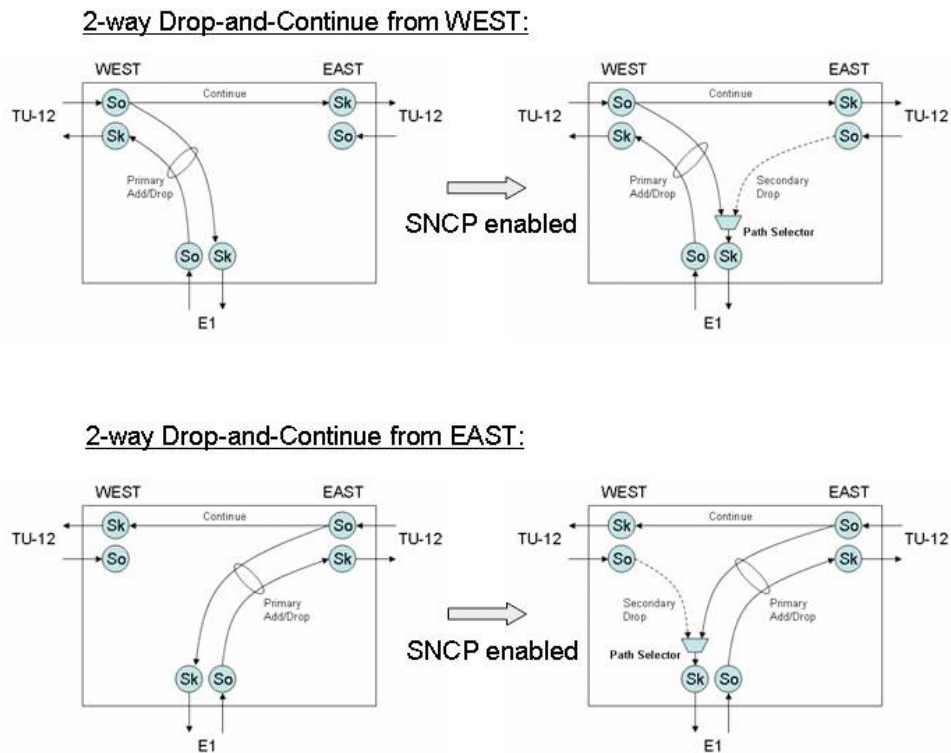 2-way Drop-and-Continue from WEST:
WEST EAST
TU-12 So Continue Sk TU-12
Sk So
Primary
Add/Drop
So Sk
E1
SNCP enabled
WEST EAST
TU-12 So Continue Sk TU-12
Sk So
Primary
Add/Drop
Secondary
Drop
Path Selector
So Sk
E1
2-way Drop-and-Continue from EAST:
WEST EAST
TU-12 Sk Continue So TU-12
So Sk
Primary
Add/Drop
Sk So
E1
SNCP enabled
WEST EAST
TU-12 Sk Continue So TU-12
So Sk
Secondary
Drop
Primary
Add/Drop
Path Selector
Sk So
E1